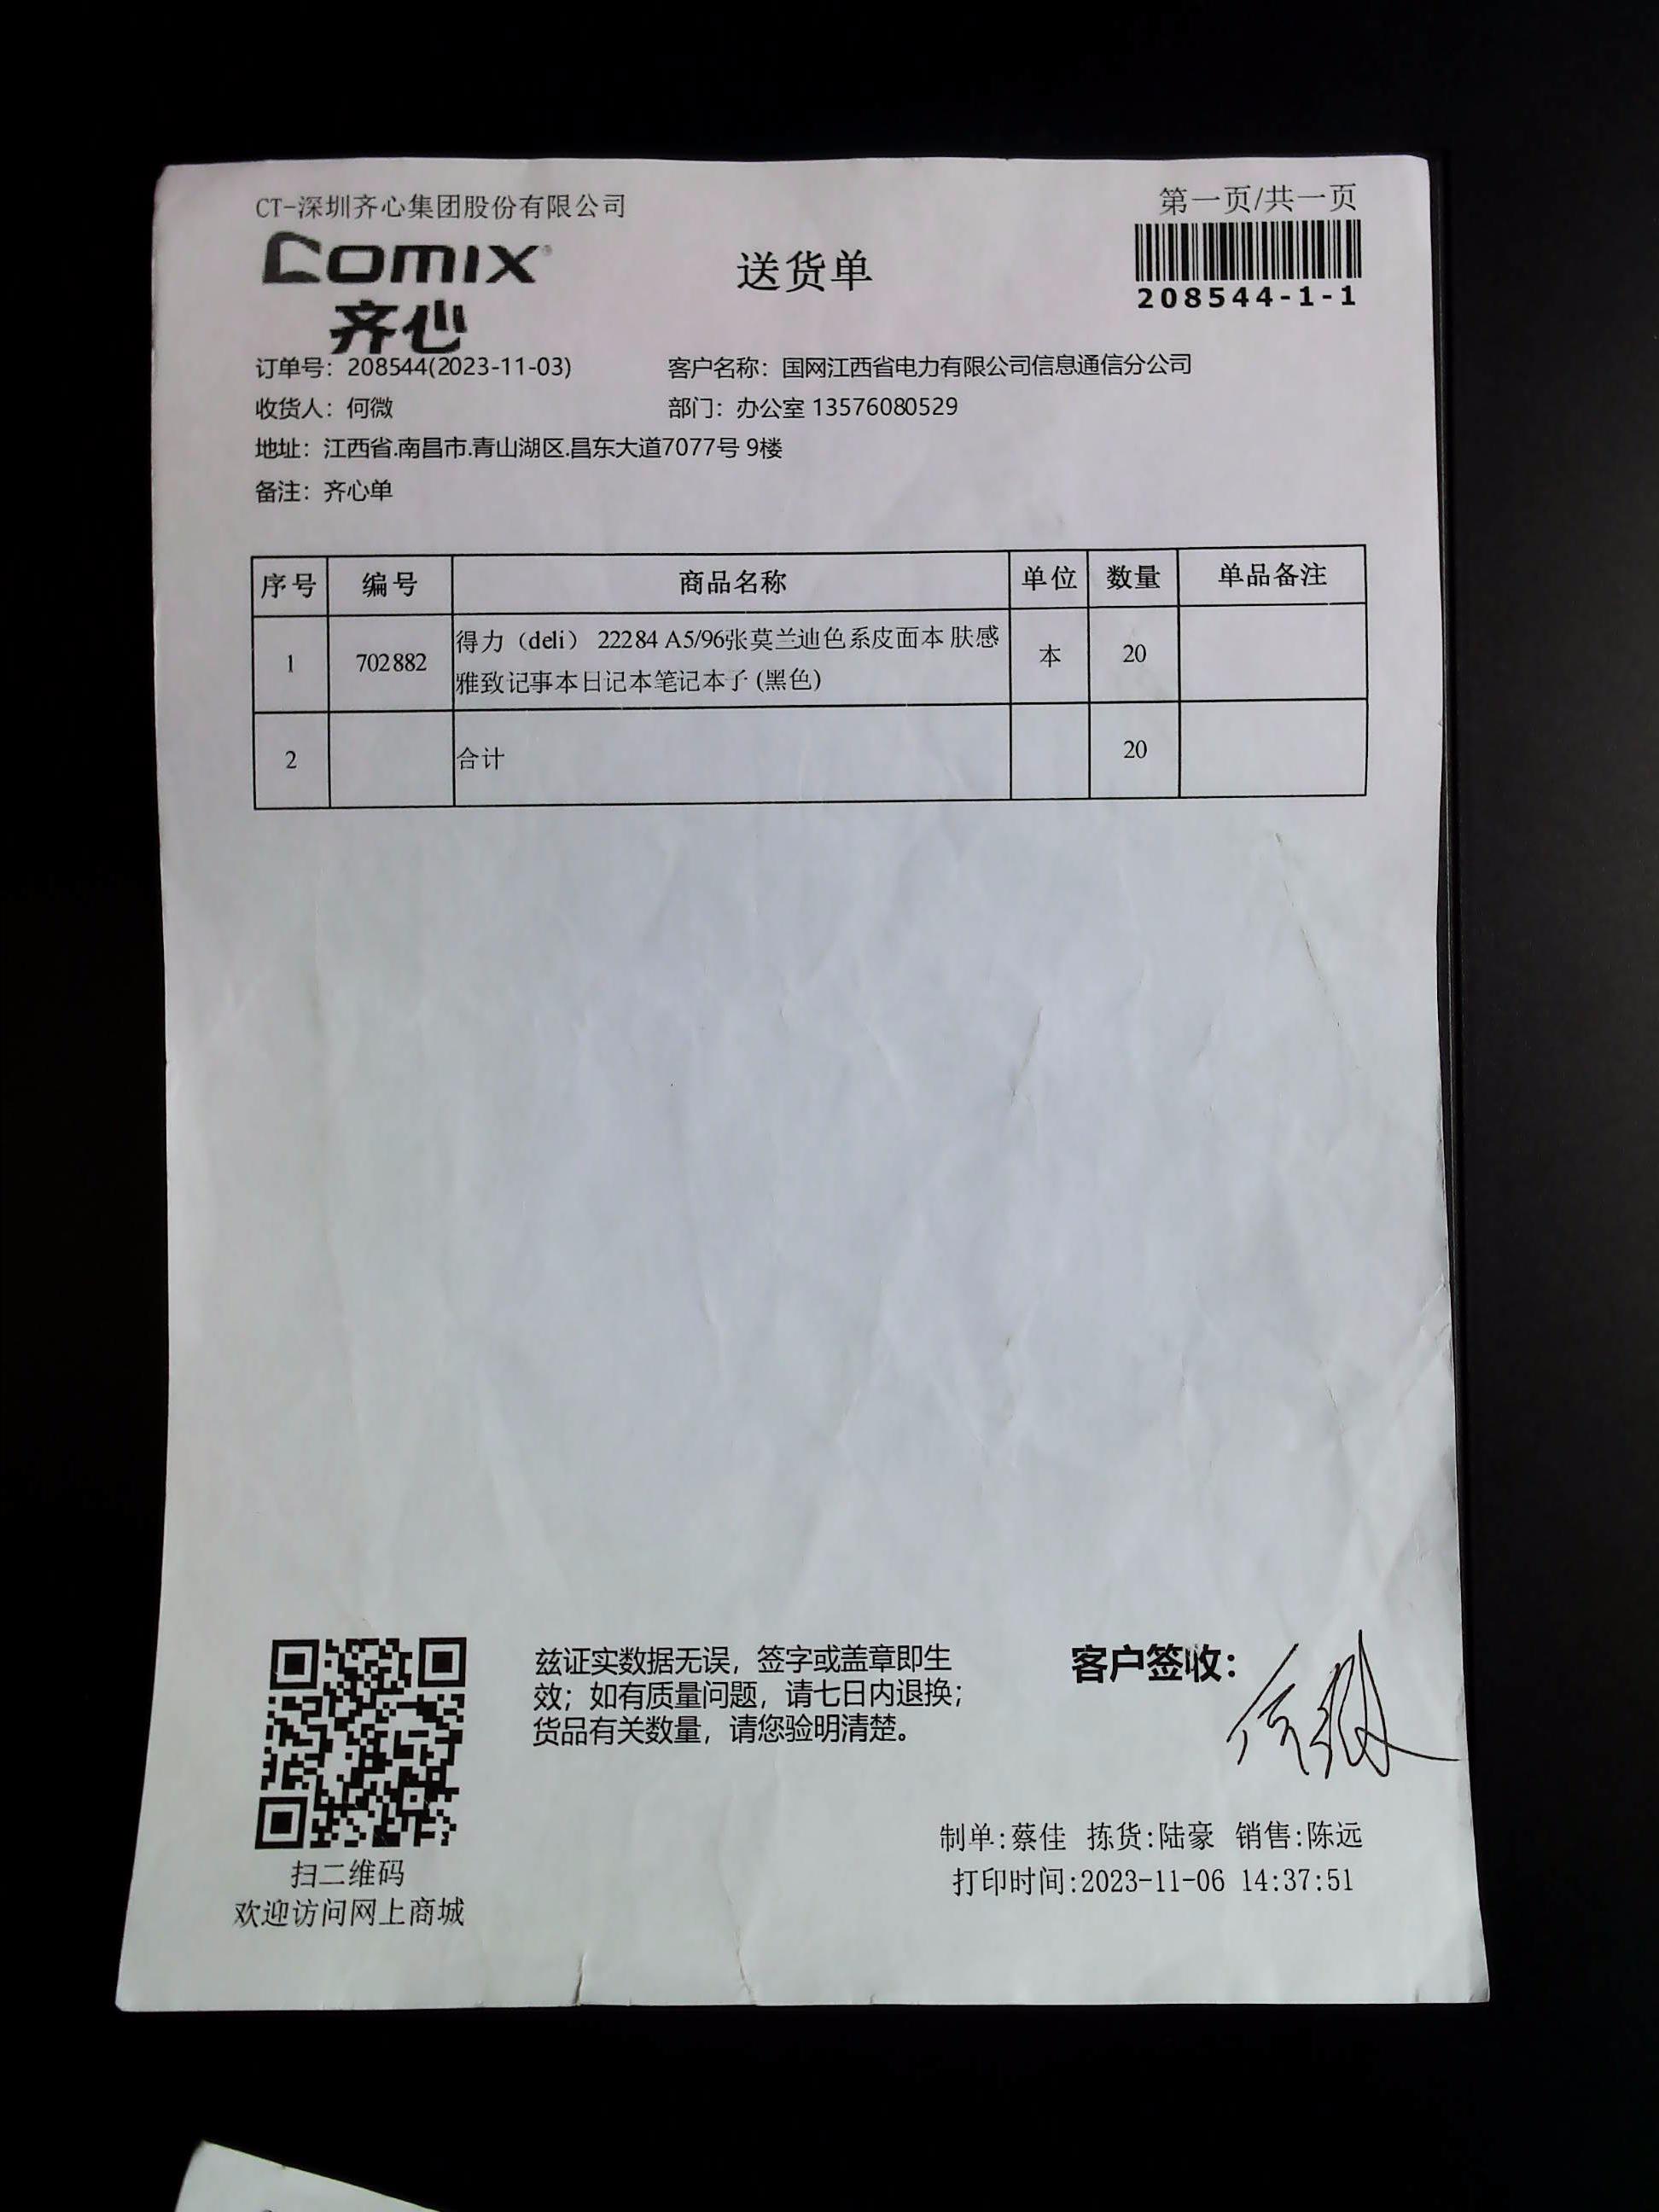 CT-深圳齐心集团股份有限公司
第一页/共一页
COMIX
齐心
送货单
208544-1-1
订单号：208544(2023-11-03)
客户名称：国网江西省电力有限公司信息通信分公司
收货人：何微
部门：办公室 13576080529
地址：江西省.南昌市.青山湖区.昌东大道7077号 9楼
备注：齐心单
序号 编号 商品名称 单位 数量 单品备注
1 702882 得力（deli） 22284 A5/96张莫兰迪色系皮面本 肤感 本 20
雅致记事本日记本笔记本子 (黑色)
2 合计 20
兹证实数据无误，签字或盖章即生
效；如有质量问题，请七日内退换；
货品有关数量，请您验明清楚。
客户签收：何微
制单:蔡佳 拣货:陆豪 销售:陈远
打印时间:2023-11-06 14:37:51
扫二维码
欢迎访问网上商城